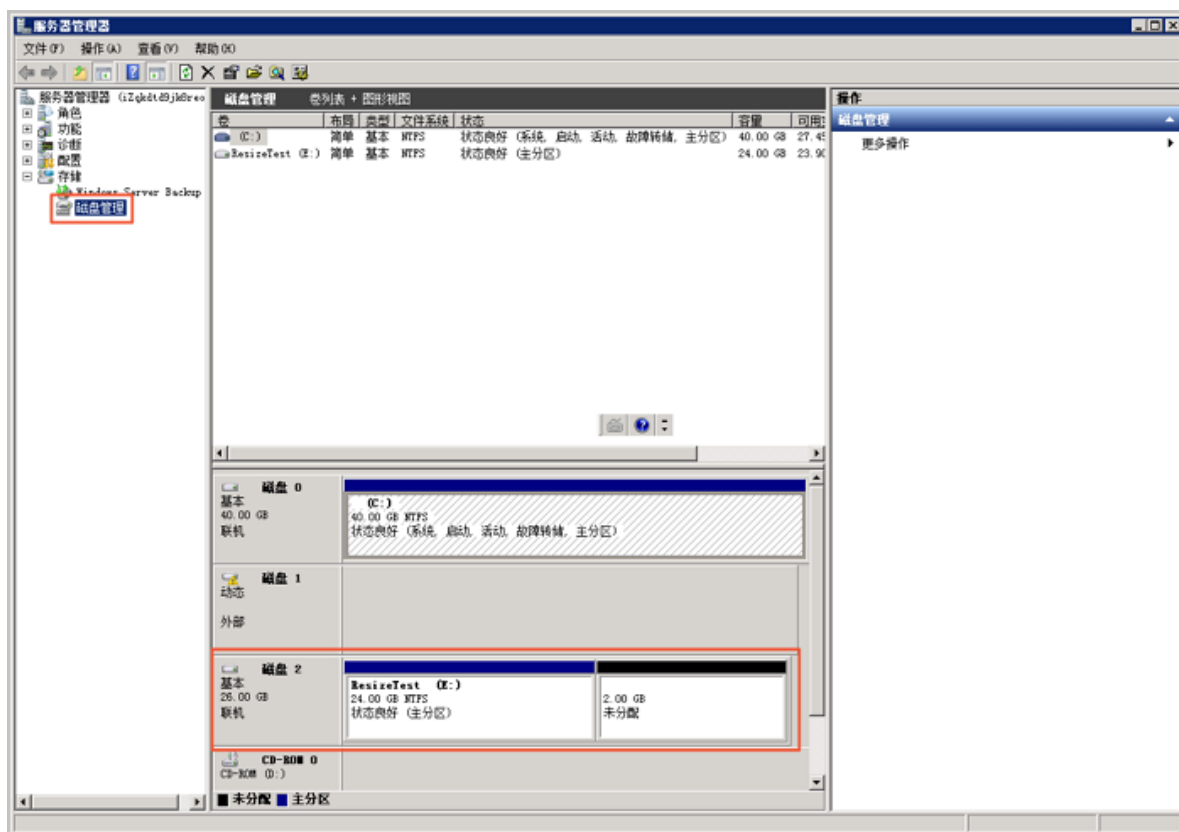 服务器管理器
文件(F) 操作(A) 查看(V) 帮助(H)
服务器管理器
角色
功能
诊断
配置
存储
Windows Server Backup
磁盘管理
磁盘管理 卷列表 + 图形视图
卷 布局 类型 文件系统 状态 容量 可用
(C:) 简单 基本 NTFS 状态良好 (系统, 启动, 活动, 故障转储, 主分区) 40.00 GB 27.45
ResizeTest (E:) 简单 基本 NTFS 状态良好 (主分区) 24.00 GB 23.90
磁盘 0
基本
40.00 GB
联机
(C:)
40.00 GB NTFS
状态良好 (系统, 启动, 活动, 故障转储, 主分区)
磁盘 1
动态
外部
磁盘 2
基本
26.00 GB
联机
ResizeTest (E:)
24.00 GB NTFS
状态良好 (主分区)
2.00 GB
未分配
CD-ROM 0
CD-ROM (D:)
未分配 主分区
操作
磁盘管理
更多操作